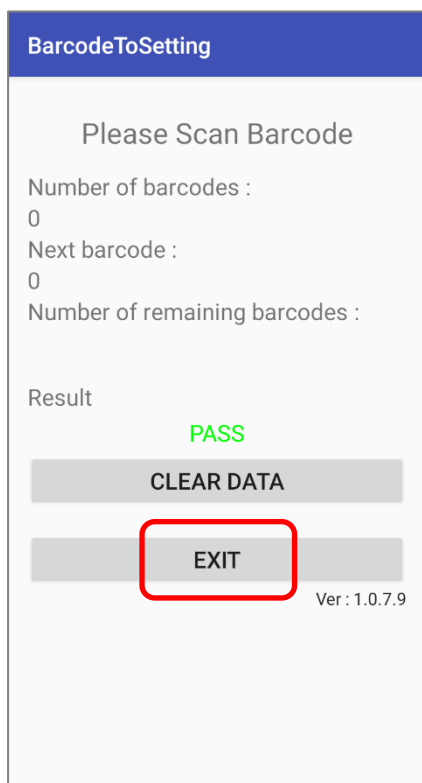 BarcodeToSetting
Please Scan Barcode
Number of barcodes :
0
Next barcode :
0
Number of remaining barcodes :
Result
PASS
CLEAR DATA
EXIT
Ver : 1.0.7.9